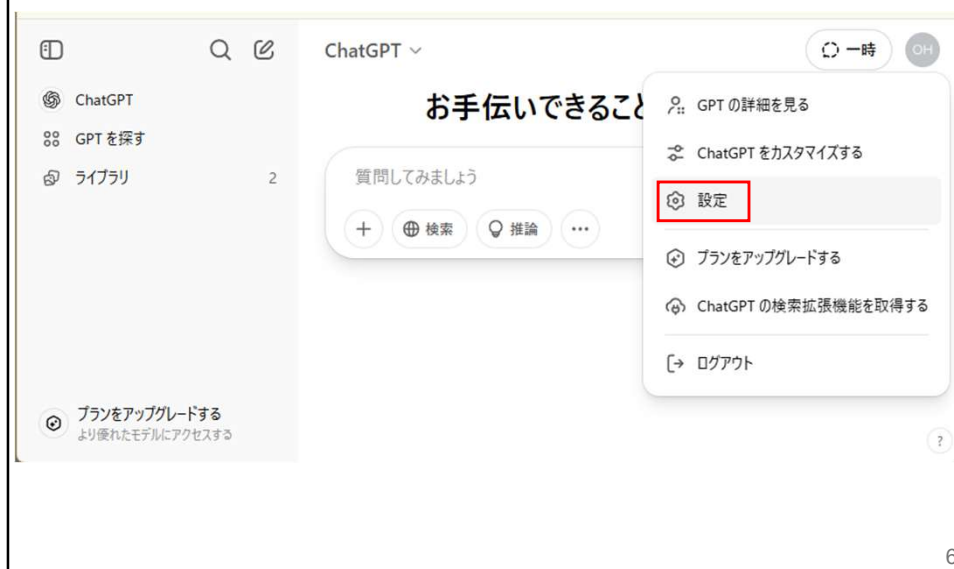 ChatGPT
一時
OH
ChatGPT
GPT を探す
ライブラリ 2
お手伝いできること
質問してみましょう
検索
推論
GPT の詳細を見る
ChatGPT をカスタマイズする
設定
プランをアップグレードする
ChatGPT の検索拡張機能を取得する
ログアウト
プランをアップグレードする
より優れたモデルにアクセスする
?
6